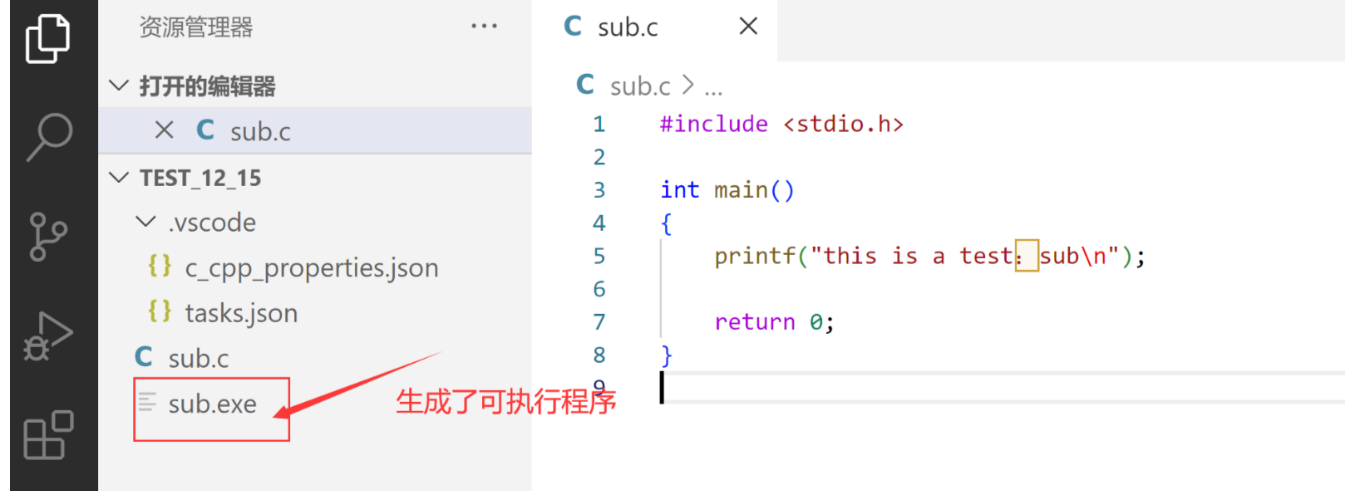 资源管理器 ···
打开的编辑器
C sub.c
TEST_12_15
.vscode
{} c_cpp_properties.json
{} tasks.json
C sub.c
sub.exe
生成了可执行程序
C sub.c
C sub.c > ...
1 #include <stdio.h>
2
3 int main()
4 {
5 printf("this is a test：sub\n");
6
7 return 0;
8 }
9